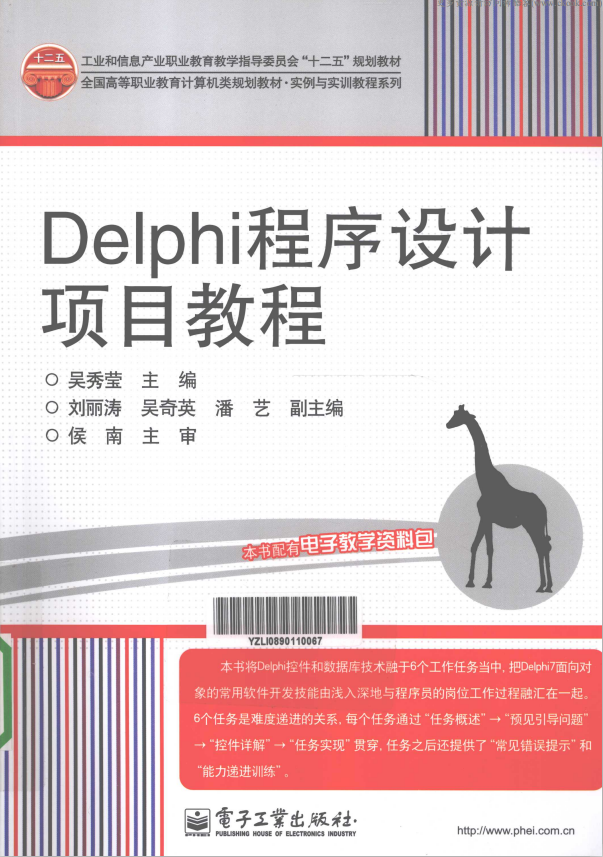 十二五
工业和信息产业职业教育教学指导委员会“十二五”规划教材
全国高等职业教育计算机类规划教材·实例与实训教程系列
Delphi程序设计
项目教程
吴秀莹 主 编
刘丽涛 吴奇英 潘 艺 副主编
侯 南 主 审
本书配有电子教学资料包
YZLI0890110067
本书将Delphi控件和数据库技术融于6个工作任务当中，把Delphi7面向对
象的常用软件开发技能由浅入深地与程序员的岗位工作过程融汇在一起。
6个任务是难度递进的关系，每个任务通过“任务概述”→“预见引导问题”
→“控件详解”→“任务实现”贯穿，任务之后还提供了“常见错误提示”和
“能力递进训练”。
電子工業出版社·
PUBLISHING HOUSE OF ELECTRONICS INDUSTRY
http://www.phei.com.cn